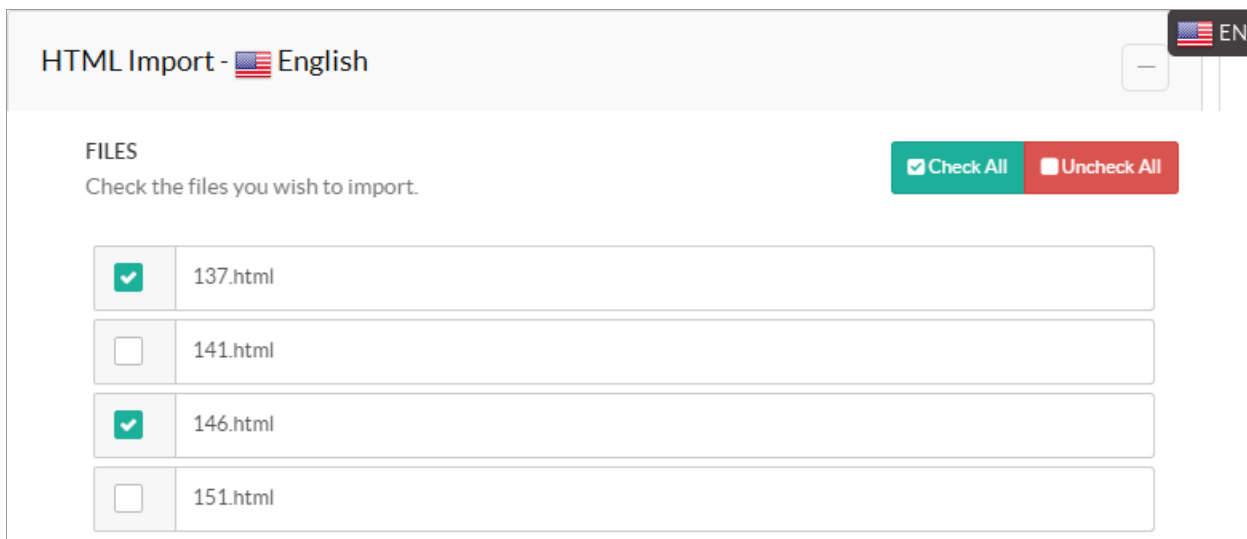 EN
HTML Import - English
FILES
Check the files you wish to import.
Check All
Uncheck All
137.html
141.html
146.html
151.html